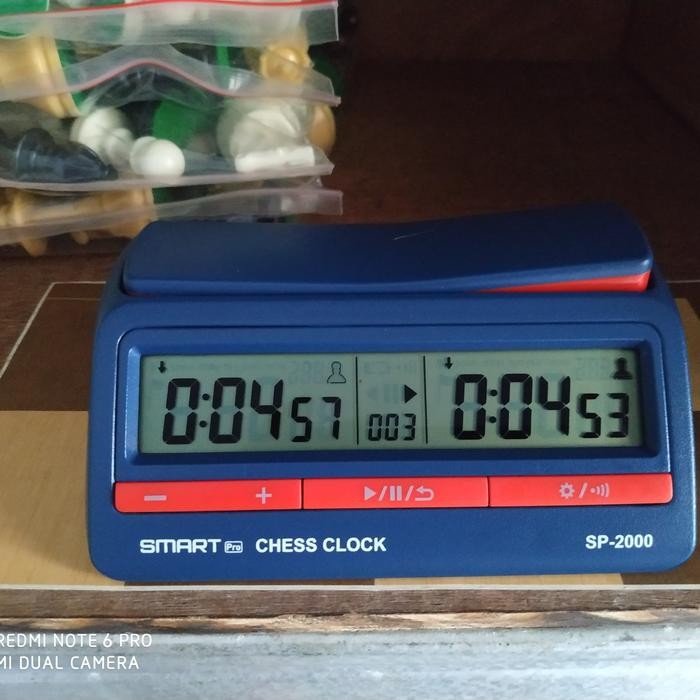 0:04 57
003
0:04 53
− +
▶/II/⮌
⚙/•)))
SMART Pro CHESS CLOCK
SP-2000
REDMI NOTE 6 PRO
MI DUAL CAMERA